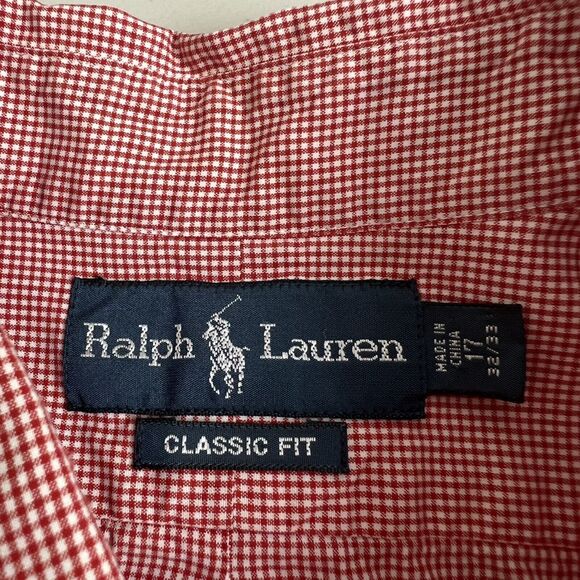 Ralph Lauren
CLASSIC FIT
MADE IN
CHINA
17
32/33